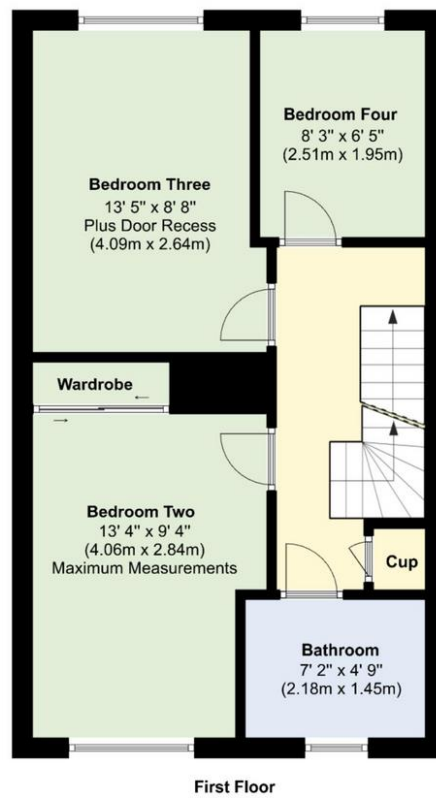 Bedroom Three
13' 5" x 8' 8"
Plus Door Recess
(4.09m x 2.64m)
Bedroom Four
8' 3" x 6' 5"
(2.51m x 1.95m)
Wardrobe
Bedroom Two
13' 4" x 9' 4"
(4.06m x 2.84m)
Maximum Measurements
Cup
Bathroom
7' 2" x 4' 9"
(2.18m x 1.45m)
First Floor